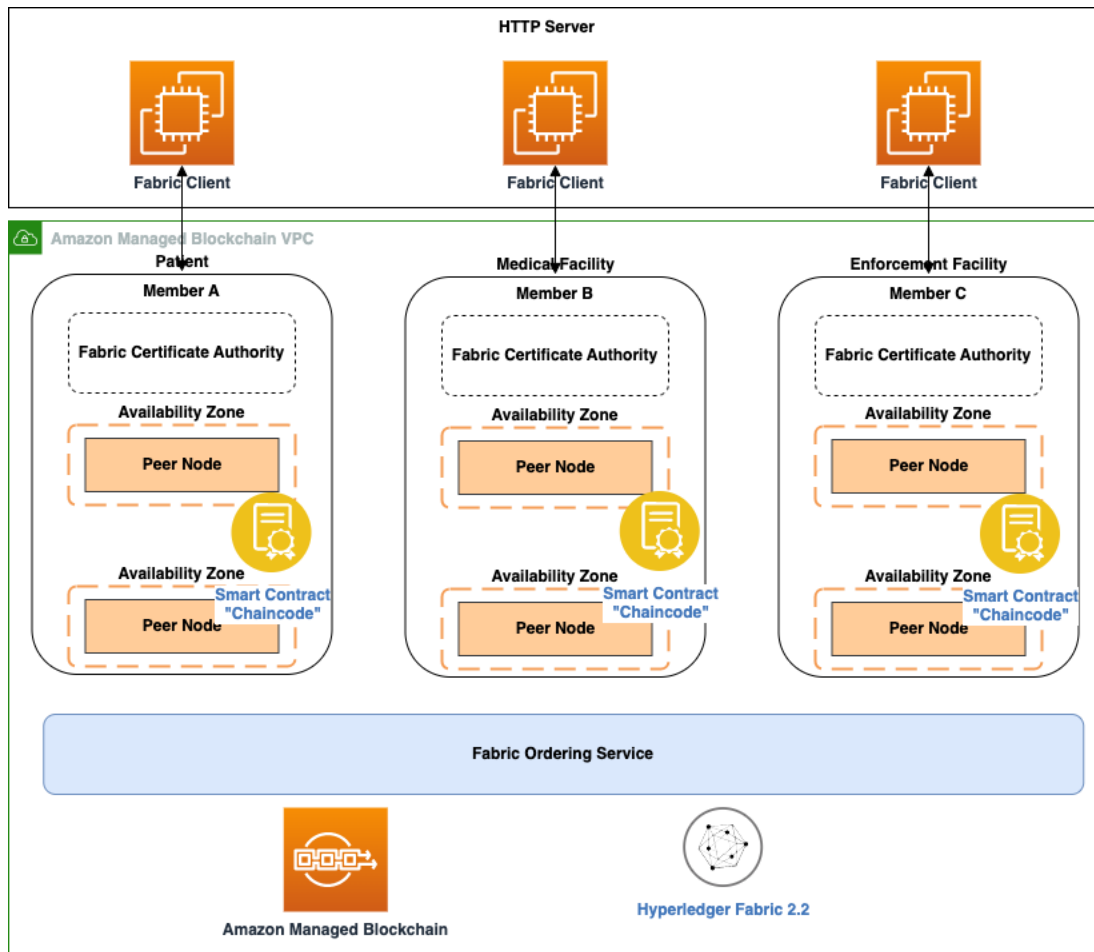 HTTP Server
Fabric Client
Fabric Client
Fabric Client
Amazon Managed Blockchain VPC
Patient
Medical Facility
Enforcement Facility
Member A
Member B
Member C
Fabric Certificate Authority
Fabric Certificate Authority
Fabric Certificate Authority
Availability Zone
Availability Zone
Availability Zone
Peer Node
Peer Node
Peer Node
Availability Zone
Availability Zone
Availability Zone
Smart Contract
"Chaincode"
Smart Contract
"Chaincode"
Smart Contract
"Chaincode"
Peer Node
Peer Node
Peer Node
Fabric Ordering Service
Amazon Managed Blockchain
Hyperledger Fabric 2.2